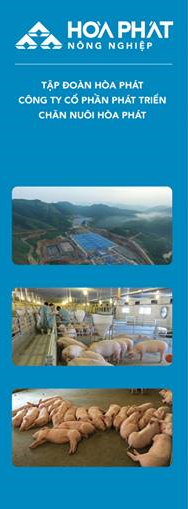 HÒA PHÁT
NÔNG NGHIỆP
TẬP ĐOÀN HÒA PHÁT
CÔNG TY CỔ PHẦN PHÁT TRIỂN
CHĂN NUÔI HÒA PHÁT